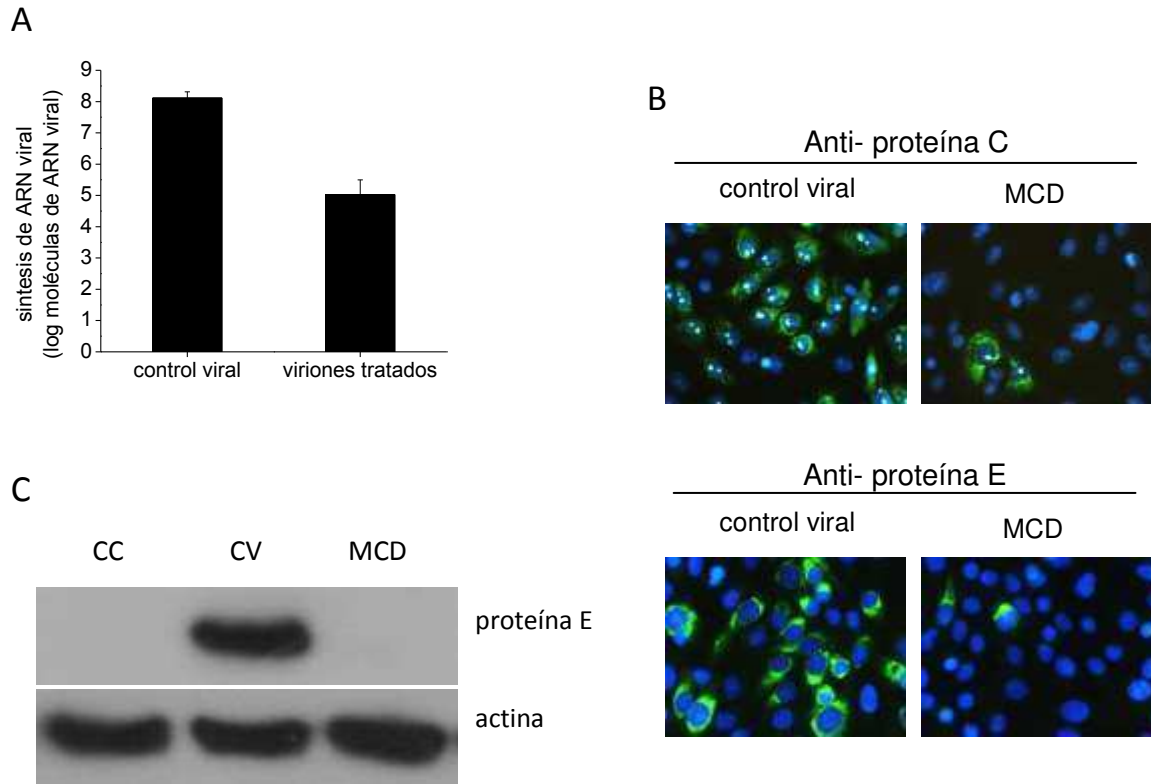 A
9
8
7
6
5
4
3
2
1
0
sintesis de ARN viral
(log moléculas de ARN viral)
control viral viriones tratados
B
Anti- proteína C
control viral MCD
Anti- proteína E
control viral MCD
C
CC CV MCD
proteína E
actina